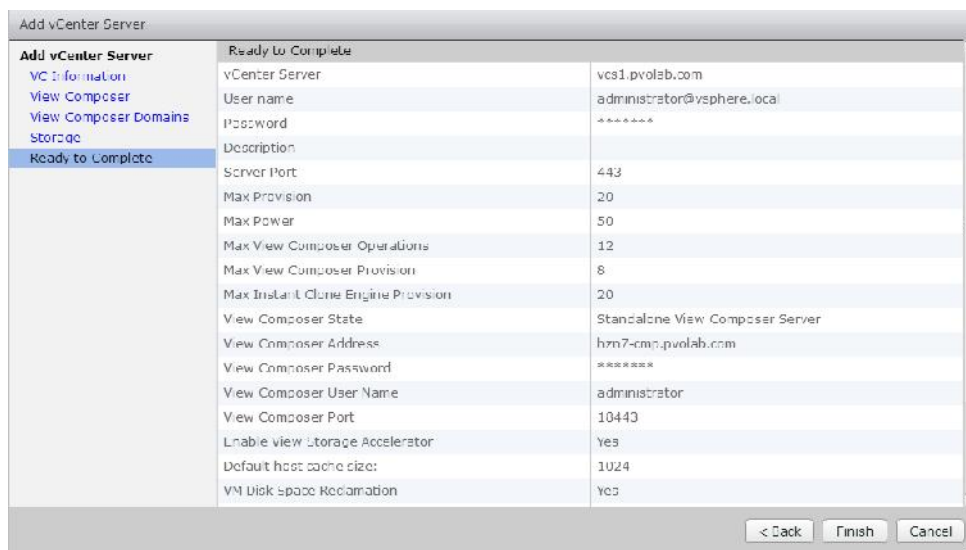 Add vCenter Server
Add vCenter Server
VC Information
View Composer
View Composer Domains
Storage
Ready to Complete
Ready to Complete
vCenter Server vcs1.pvolab.com
User name administrator@vsphere.local
Password *******
Description
Server Port 443
Max Provision 20
Max Power 50
Max View Composer Operations 12
Max View Composer Provision 8
Max Instant Clone Engine Provision 20
View Composer State Standalone View Composer Server
View Composer Address hzn7-cmp.pvolab.com
View Composer Password *******
View Composer User Name administrator
View Composer Port 18443
Enable View Storage Accelerator Yes
Default host cache size: 1024
VM Disk Space Reclamation Yes
< Back Finish Cancel